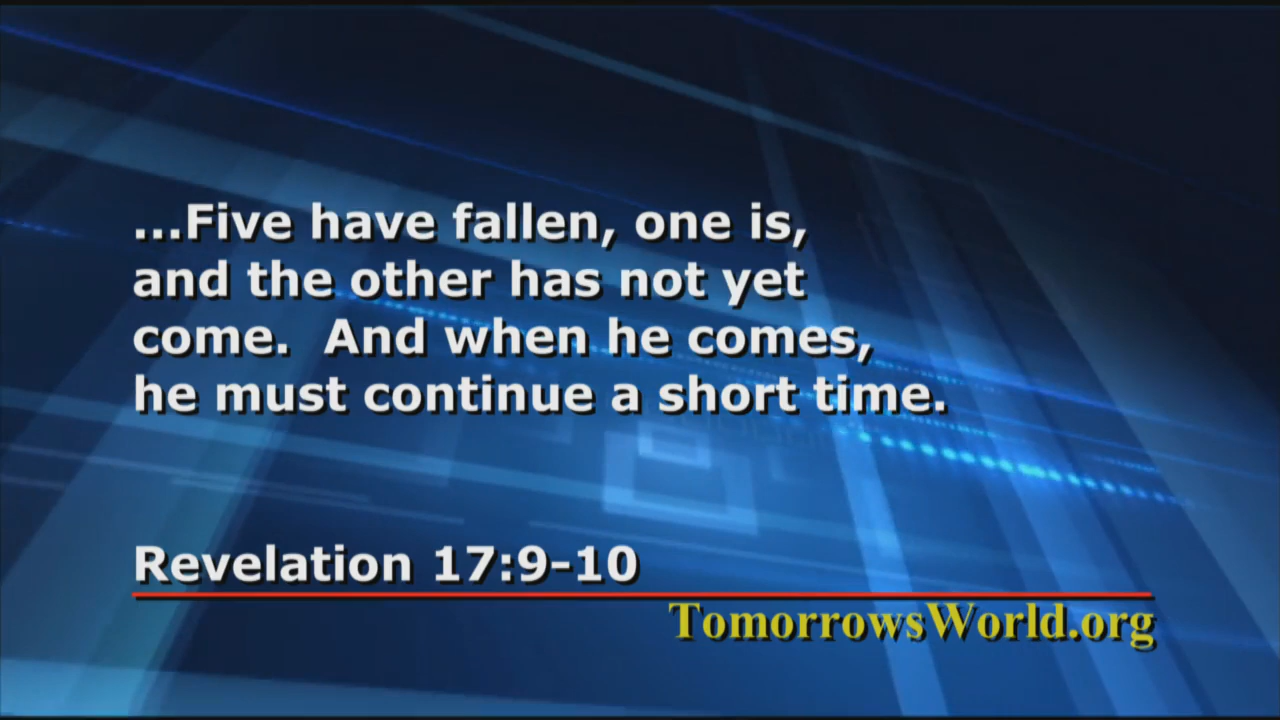 ...Five have fallen, one is,
and the other has not yet
come.  And when he comes,
he must continue a short time.
Revelation 17:9-10
TomorrowsWorld.org